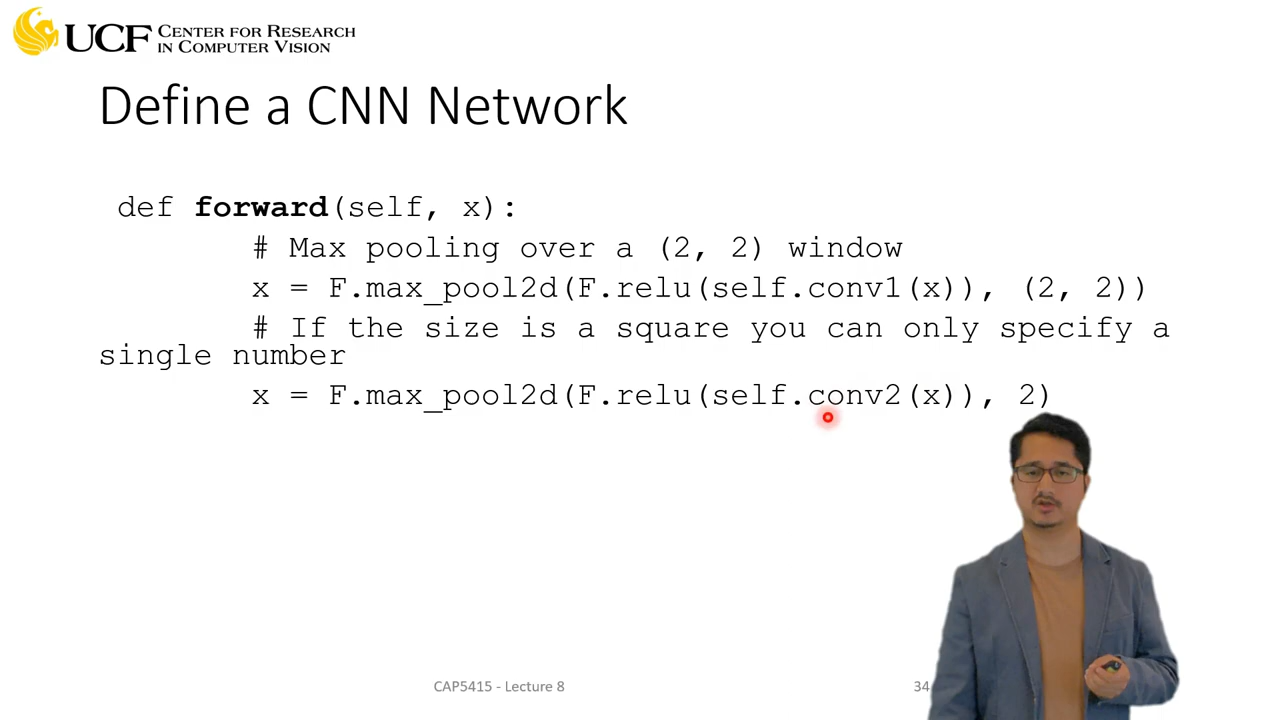 UCF CENTER FOR RESEARCH
IN COMPUTER VISION
Define a CNN Network
def forward(self, x):
# Max pooling over a (2, 2) window
x = F.max_pool2d(F.relu(self.conv1(x)), (2, 2))
# If the size is a square you can only specify a
single number
x = F.max_pool2d(F.relu(self.conv2(x)), 2)
CAP5415 - Lecture 8
34